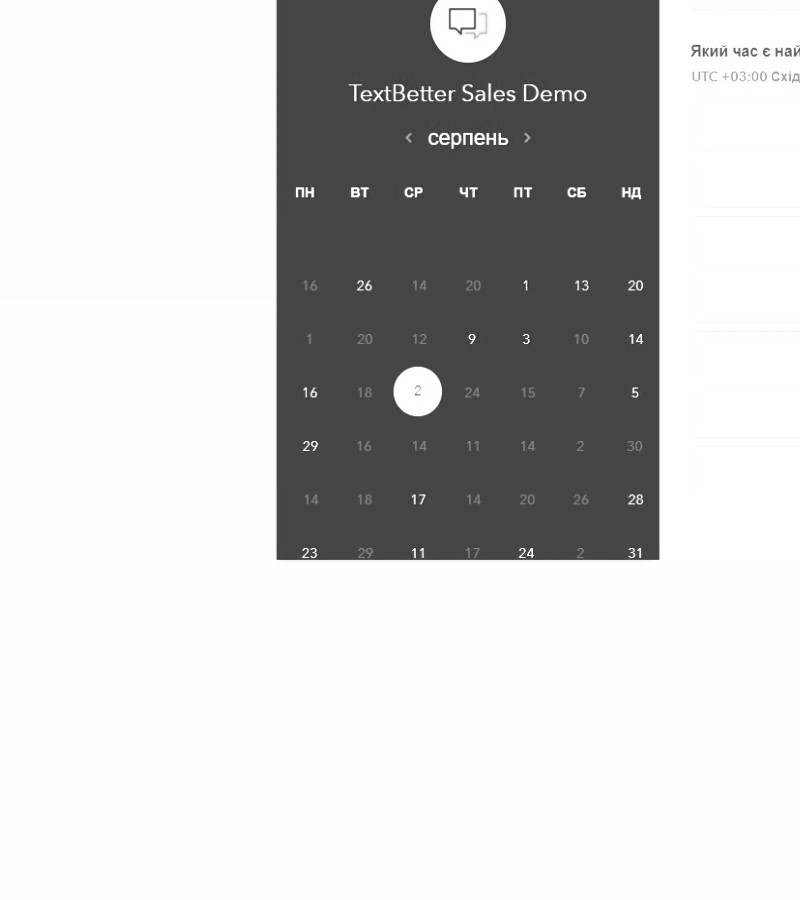 TextBetter Sales Demo
‹ серпень ›
ПН ВТ СР ЧТ ПТ СБ НД
16 26 14 20 1 13 20
1 20 12 9 3 10 14
16 18 2 24 15 7 5
29 16 14 11 14 2 30
14 18 17 14 20 26 28
23 29 11 17 24 2 31
Який час є най
UTC +03:00 Схід